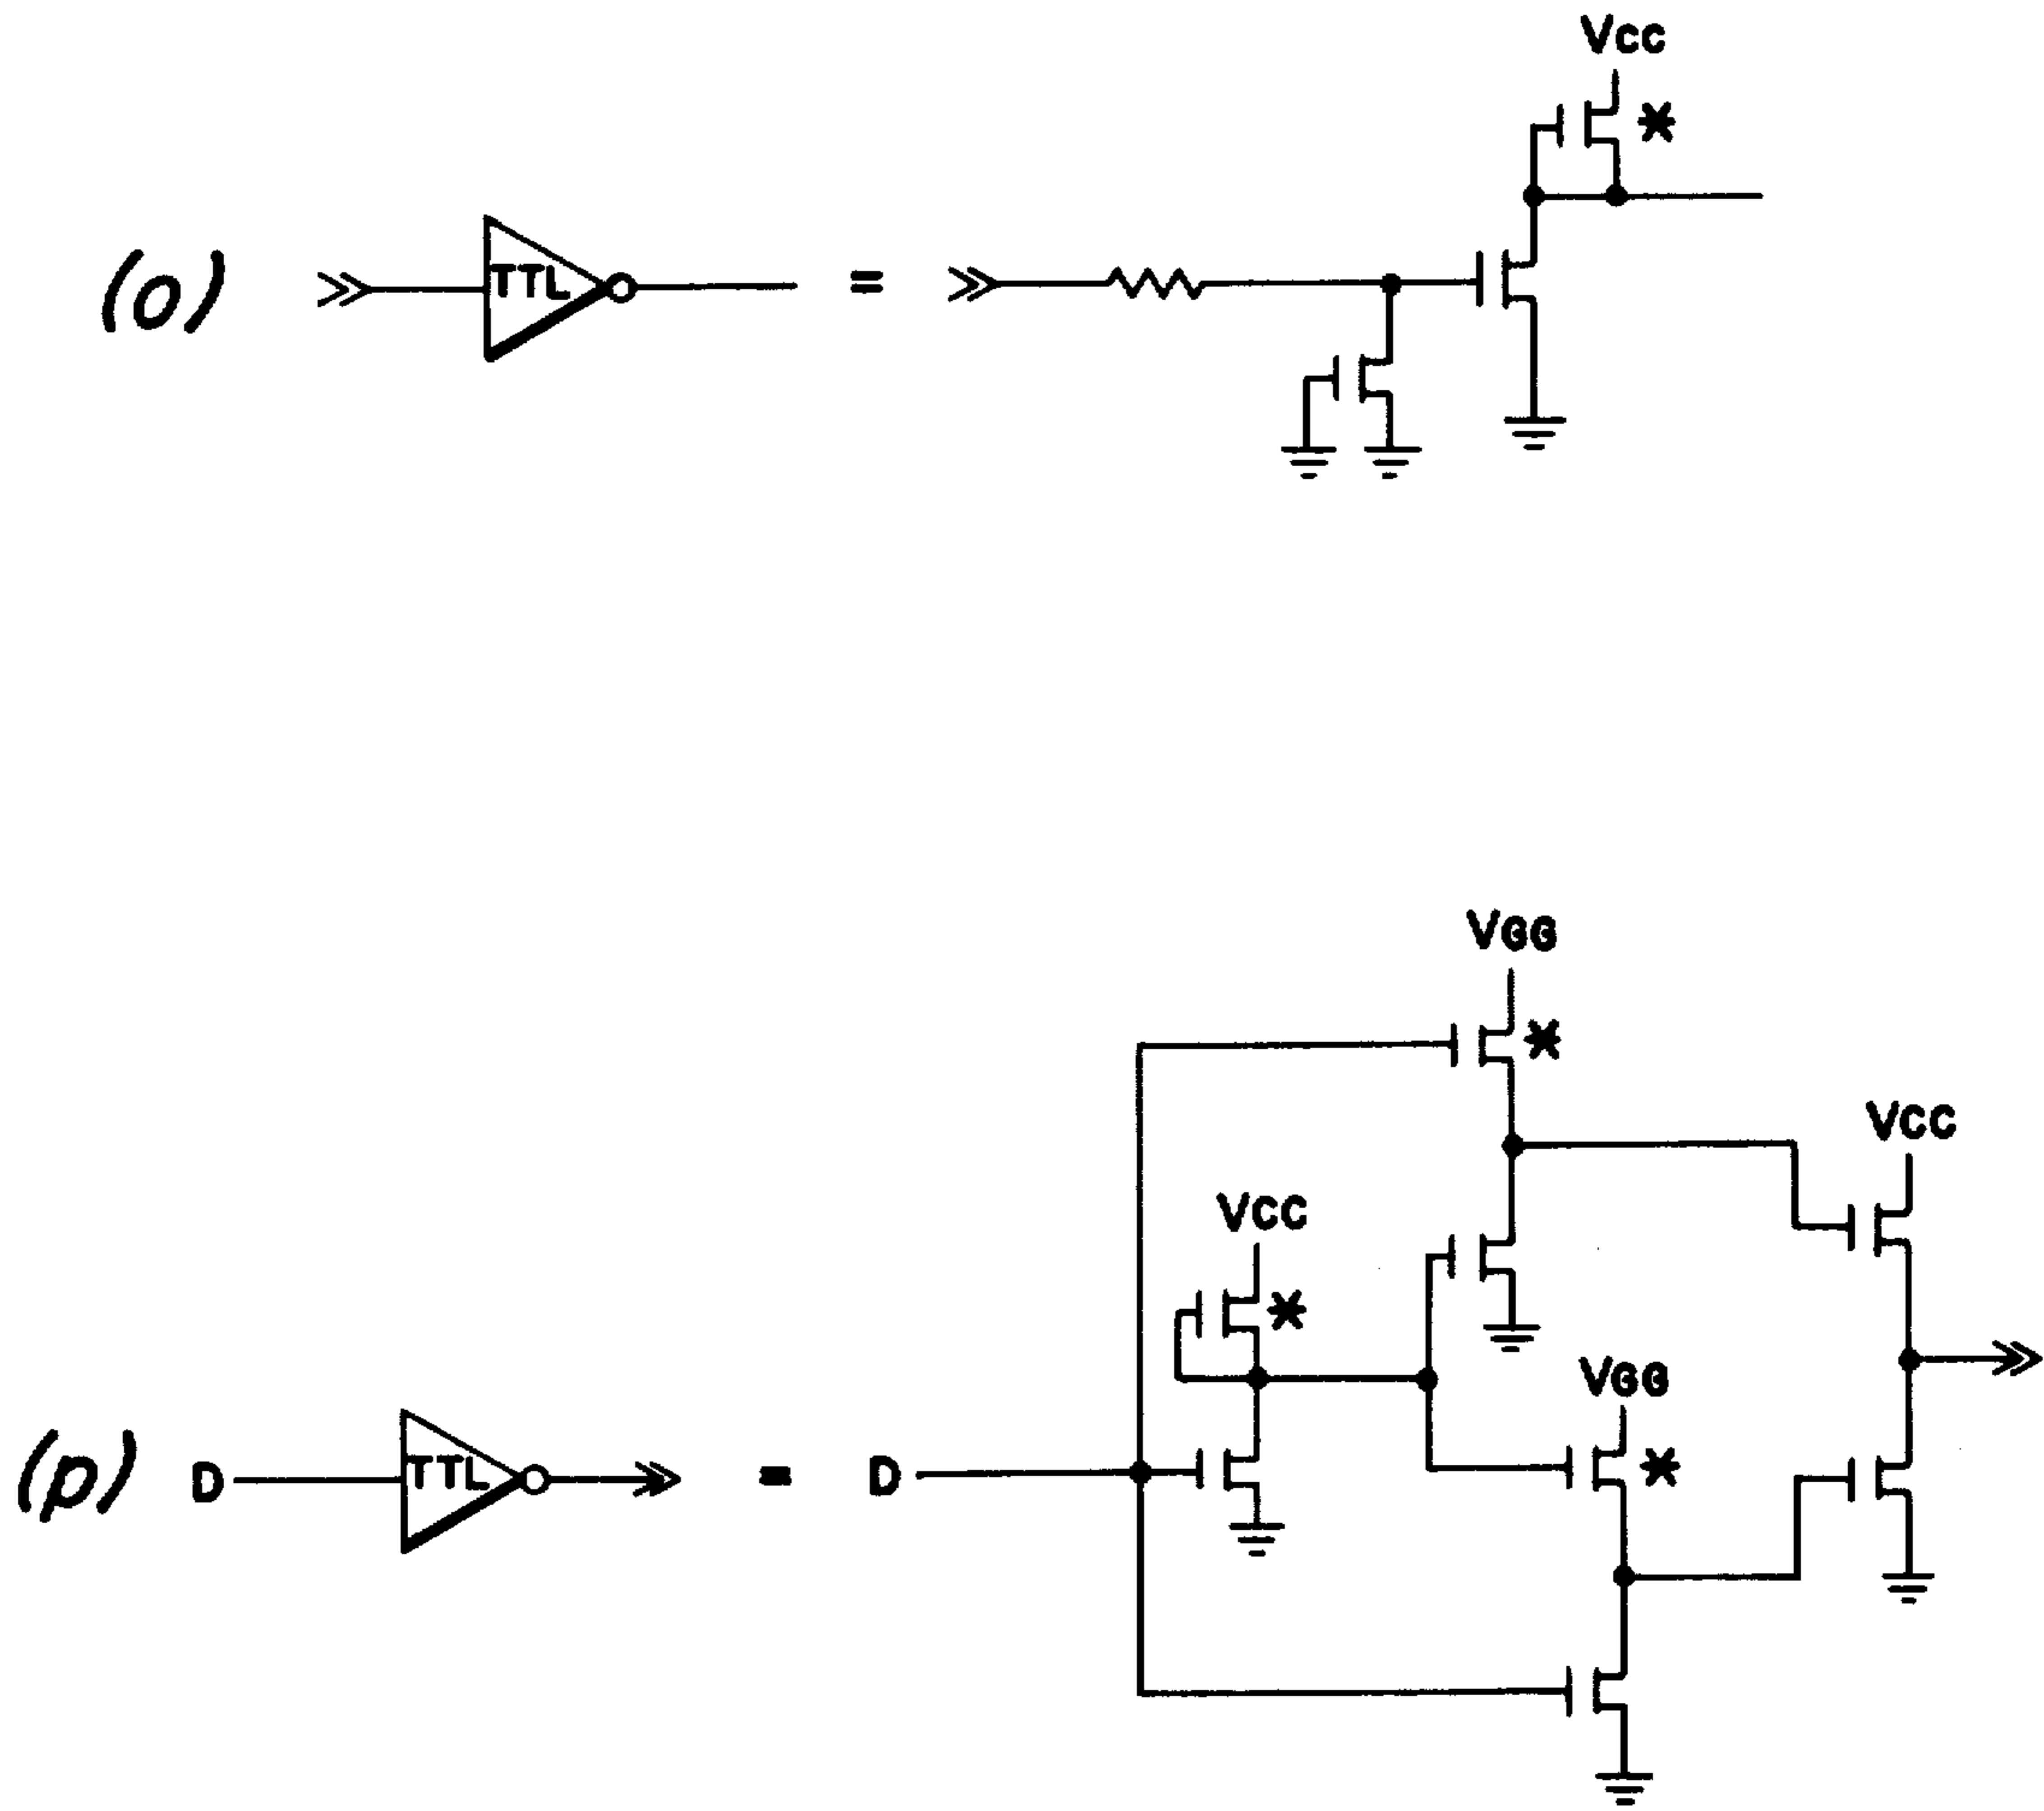 Vcc
*
(o)
TTL
=
VGG
*
VCC
VCC
*
VGG
*
(p) D
TTL
= D